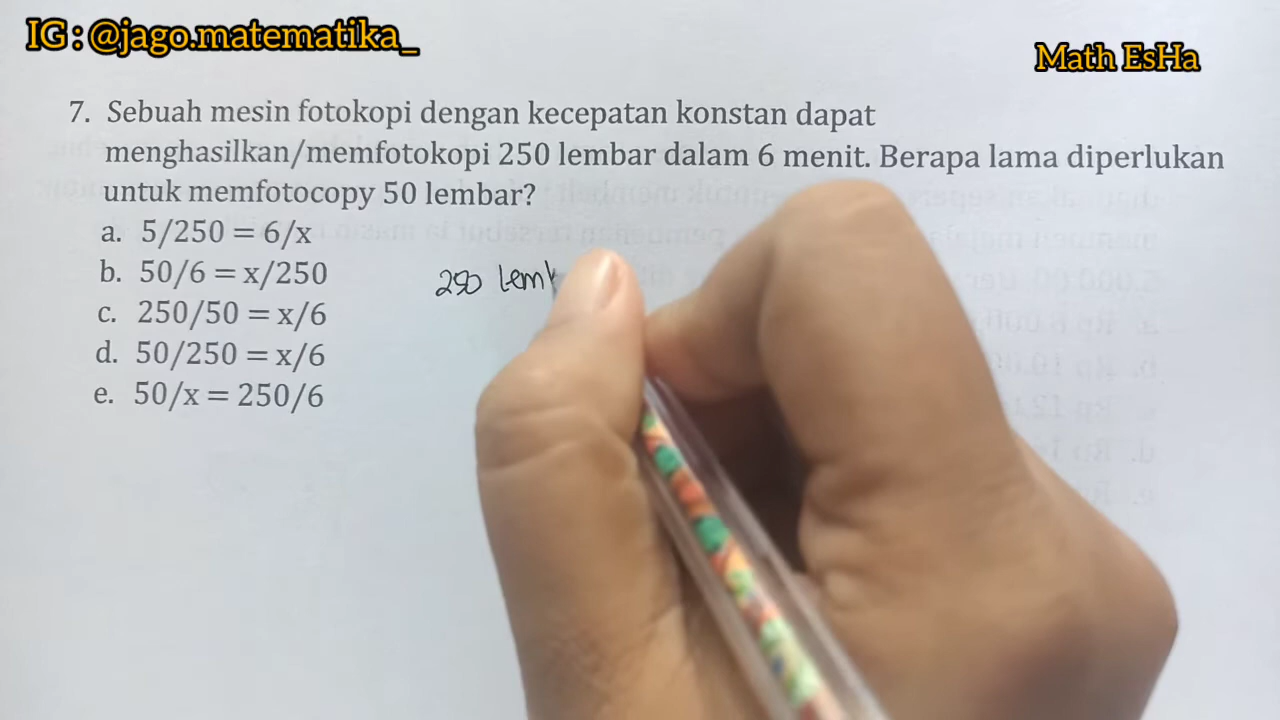 IG : @jago.matematika_
Math EsHa
7. Sebuah mesin fotokopi dengan kecepatan konstan dapat
menghasilkan/memfotokopi 250 lembar dalam 6 menit. Berapa lama diperlukan
untuk memfotocopy 50 lembar?
a. 5/250 = 6/x
b. 50/6 = x/250
c. 250/50 = x/6
d. 50/250 = x/6
e. 50/x = 250/6
250 lem